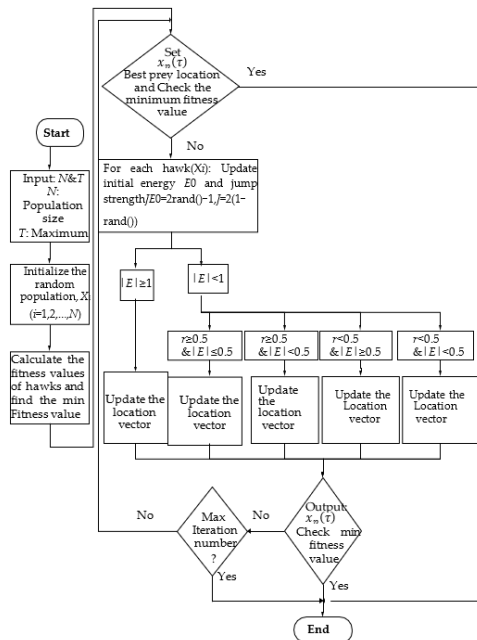 Start
Input: N&T
N:
Population
size
T: Maximum
Initialize the
random
population, Xi
(i=1,2,...,N)
Calculate the
fitness values
of hawks and
find the min
Fitness value
Set
xn(τ)
Best prev location
and Check the
minimum fitness
value
Yes
No
For each hawk(Xi): Update
initial energy E0 and jump
strengthJE0=2rand()−1,J=2(1−
rand())
|E|≥1
|E|<1
r≥0.5
&|E|≤0.5
r≥0.5
&|E|<0.5
r<0.5
&|E|≥0.5
r<0.5
&|E|<0.5
Update the
location
vector
Update the
location
vector
Update
the
location
vector
Update the
Location
vector
Update the
Location
vector
Output:
xn(τ)
Check min
fitness
value
No
Max
Iteration
number
?
No
Yes
Yes
End